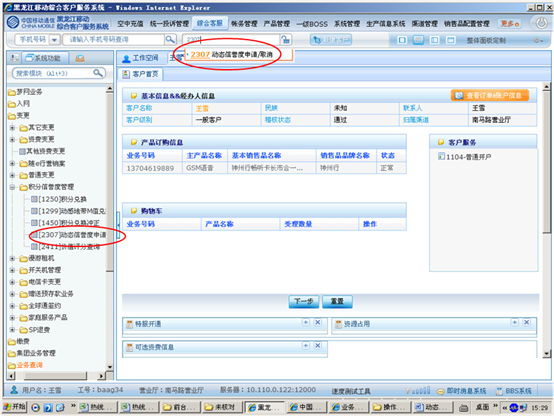 黑龙江移动综合客户服务系统 - Windows Internet Explorer
中国移动通信 CHINA MOBILE
黑龙江移动 综合客户服务系统
空中充值 统一投诉管理 综合客服 帐务管理 产品管理 一级BOSS 系统管理 生产信息系统 渠道管理 销售品配置管理 更多
手机号码 请输入手机号码查询 2307 整体面板定制
2307 动态信誉度申请/取消
系统功能 工作空间 王雪
搜索模块 (Alt+3) 客户首页
梦网业务
入网
变更
其它变更
资费变更
其他资费变更
随e行营销案
普通变更
积分信誉度管理
[1250]积分兑换
[1299]动感地带M值兑
[1450]积分兑换冲正
[2307]动态信誉度申请
[2411]价值评分查询
漫游租机
开关机管理
电信卡变更
赠送预存款业务
全球通签约
家庭服务产品
SP退费
缴费
集团业务管理
业务查询
基本信息&&经办人信息 查看订单&账户信息
客户名称 王雪 民族 未知 联系人 王雪
客户级别 一般客户 稽核状态 通过 归属渠道 南马路营业厅
产品订购信息
业务号码 主产品名称 基本销售品名称 销售品品牌名称 状态
13704619889 GSM语音 神州行畅听卡长市合一... 神州行 正常
客户服务
1104-普通开户
购物车
业务号码 产品名称 受理数量 操作
下一步 重置
特服开通 资源占用
可选资费信息
用户名：王雪 工号：baag34 营业厅：南马路营业厅 服务器：10.110.0.122:12000 速度测试工具 即时消息系统 BBS系统
开始 热统... 热统... 前台... 未核对 黑龙... 中国... 业务... 操作... 动态... 桌面 15:29